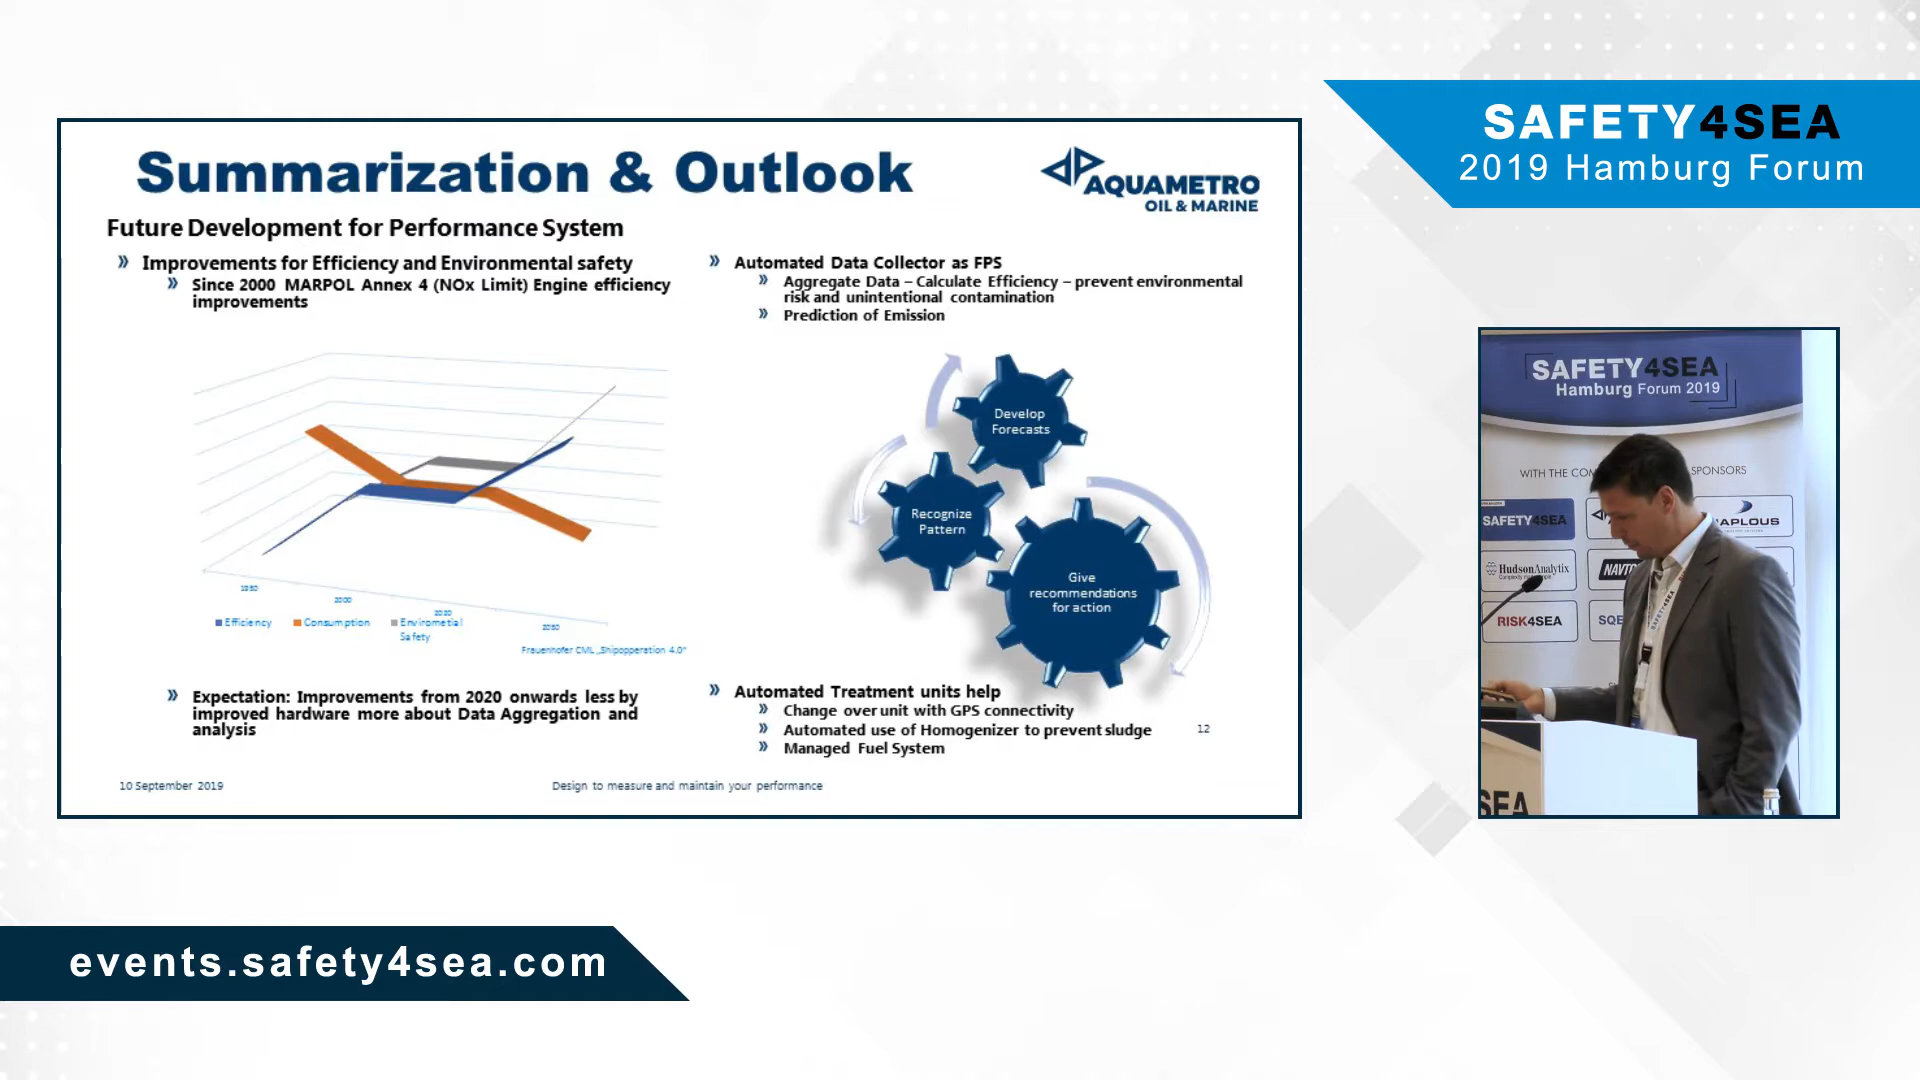 SAFETY4SEA
2019 Hamburg Forum
Summarization & Outlook
AQUAMETRO
OIL & MARINE
Future Development for Performance System
» Improvements for Efficiency and Environmental safety
» Since 2000 MARPOL Annex 4 (NOx Limit) Engine efficiency
improvements
2000
2020
2050
Efficiency
Consumption
Envirometial
Safety
Frauenhofer CML „Shipopperation 4.0"
» Expectation: Improvements from 2020 onwards less by
improved hardware more about Data Aggregation and
analysis
» Automated Data Collector as FPS
» Aggregate Data – Calculate Efficiency – prevent environmental
risk and unintentional contamination
» Prediction of Emission
Develop
Forecasts
Recognize
Pattern
Give
recommendations
for action
» Automated Treatment units help
» Change over unit with GPS connectivity
» Automated use of Homogenizer to prevent sludge
» Managed Fuel System
12
10 September 2019
Design to measure and maintain your performance
SAFETY4SEA
Hamburg Forum 2019
WITH THE
SPONSORS
SAFETY4SEA
HudsonAnalytix
RISK4SEA
SEA
events.safety4sea.com